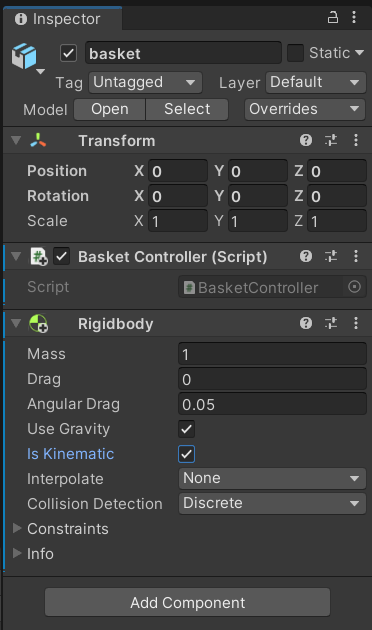 Inspector
basket Static
Tag Untagged Layer Default
Model Open Select Overrides
Transform
Position X 0 Y 0 Z 0
Rotation X 0 Y 0 Z 0
Scale X 1 Y 1 Z 1
# Basket Controller (Script)
Script # BasketController
Rigidbody
Mass 1
Drag 0
Angular Drag 0.05
Use Gravity
Is Kinematic
Interpolate None
Collision Detection Discrete
Constraints
Info
Add Component